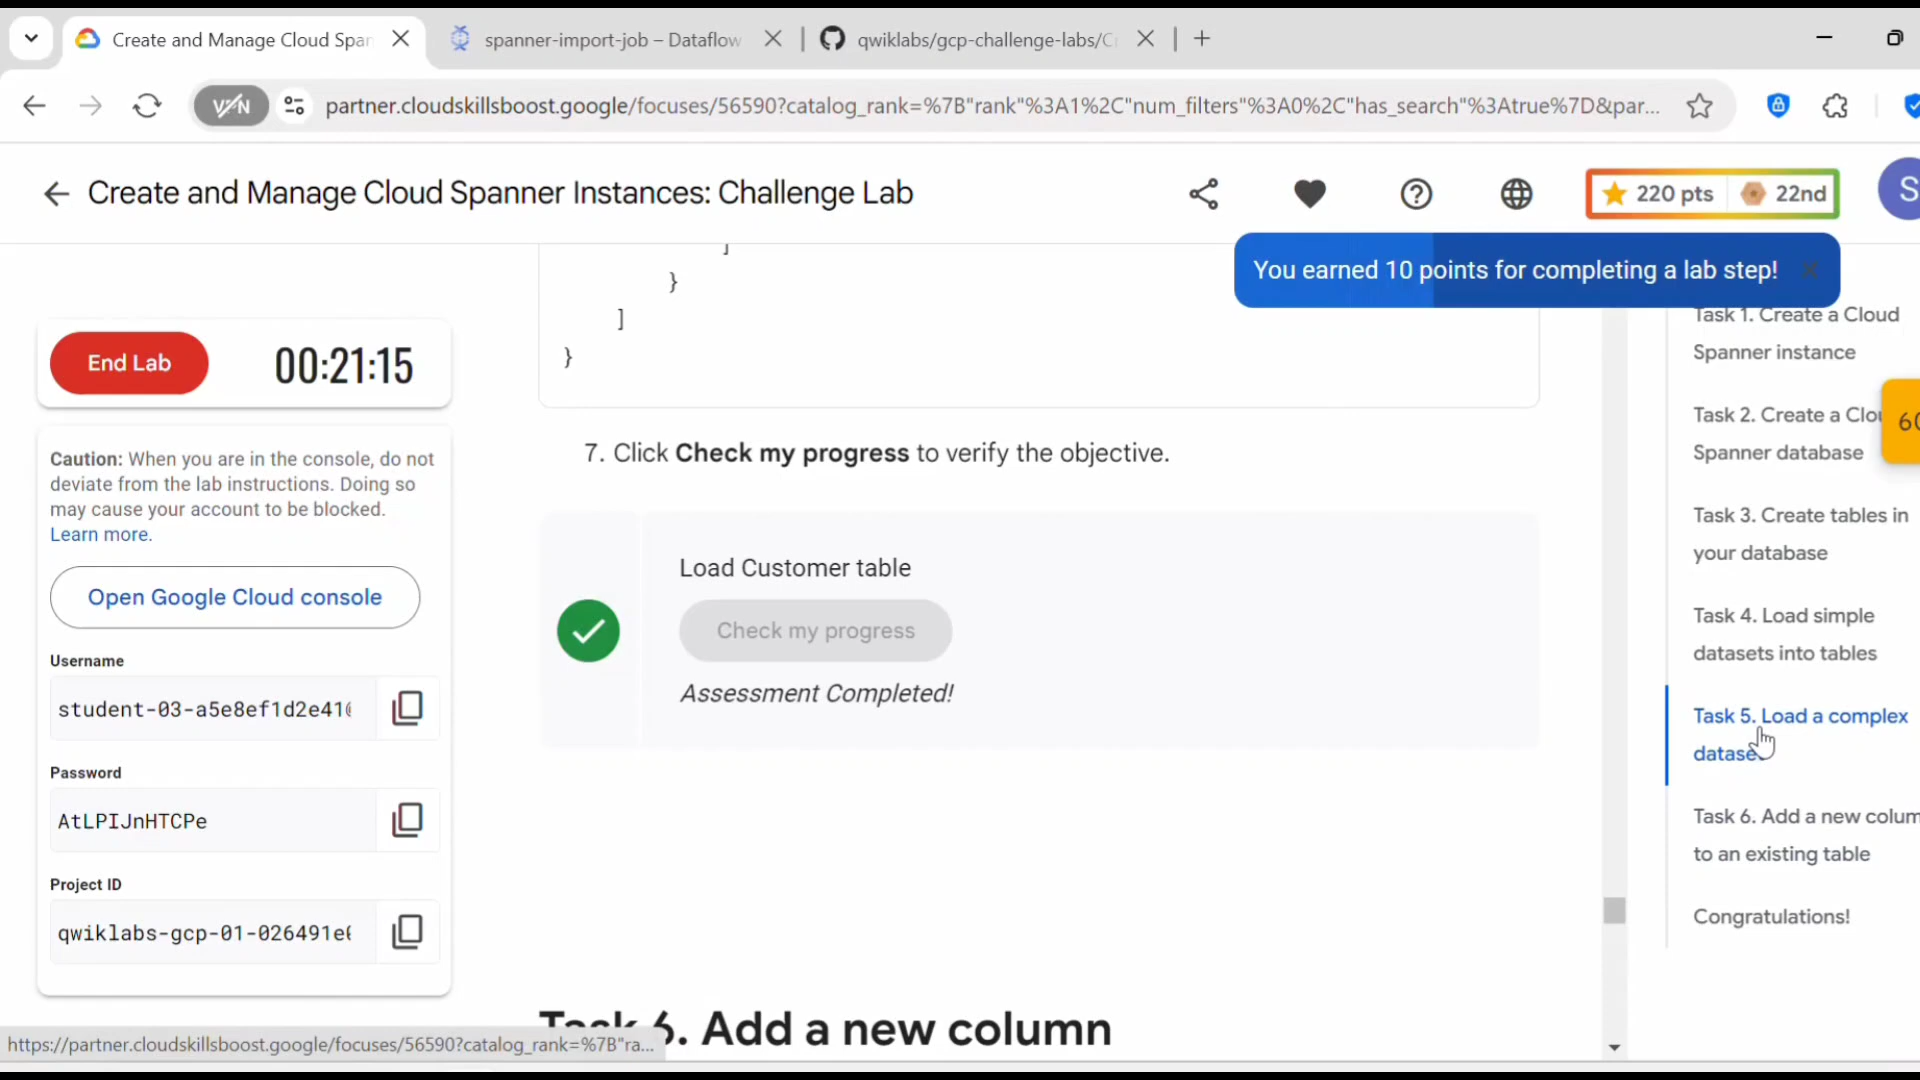 Create and Manage Cloud Spar
spanner-import-job – Dataflow
qwiklabs/gcp-challenge-labs/C
VPN
partner.cloudskillsboost.google/focuses/56590?catalog_rank=%7B"rank"%3A1%2C"num_filters"%3A0%2C"has_search"%3Atrue%7D&par...
Create and Manage Cloud Spanner Instances: Challenge Lab
220 pts
22nd
S
You earned 10 points for completing a lab step!
]
}
]
}
End Lab
00:21:15
Caution: When you are in the console, do not
deviate from the lab instructions. Doing so
may cause your account to be blocked.
Learn more.
Open Google Cloud console
Username
student-03-a5e8ef1d2e41
Password
AtLPIJnHTCPe
Project ID
qwiklabs-gcp-01-026491e
7. Click Check my progress to verify the objective.
Load Customer table
Check my progress
Assessment Completed!
Task 6. Add a new column
Task 1. Create a Cloud
Spanner instance
Task 2. Create a Clou
Spanner database
60
Task 3. Create tables in
your database
Task 4. Load simple
datasets into tables
Task 5. Load a complex
datase
Task 6. Add a new colum
to an existing table
Congratulations!
https://partner.cloudskillsboost.google/focuses/56590?catalog_rank=%7B"ra...